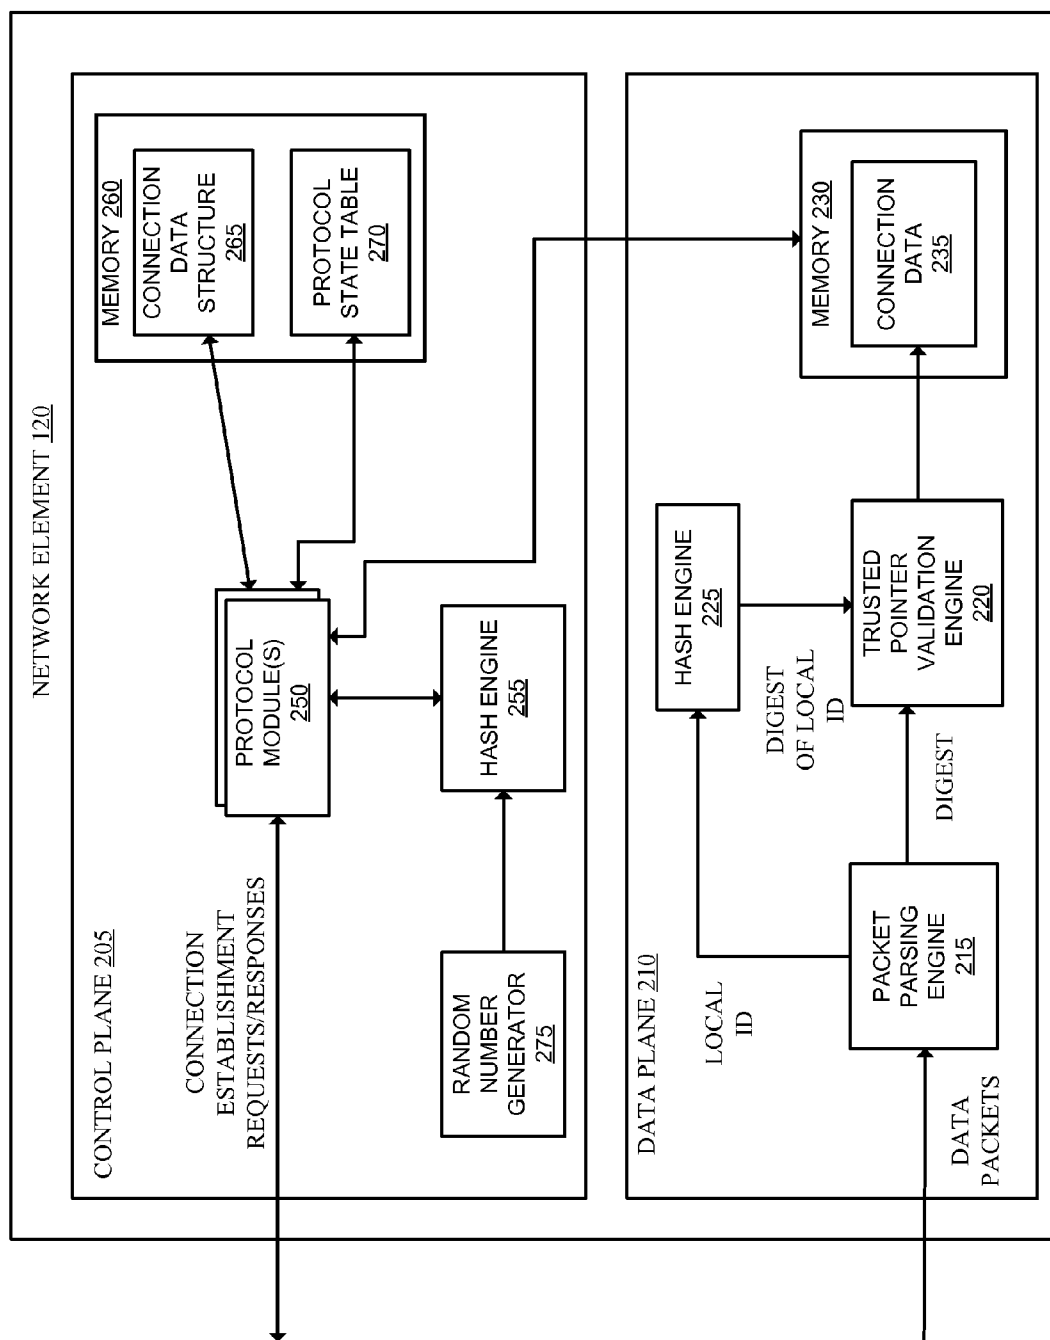 NETWORK ELEMENT 120
CONTROL PLANE 205
CONNECTION
ESTABLISHMENT
REQUESTS/RESPONSES
PROTOCOL
MODULE(S)
250
MEMORY 260
CONNECTION
DATA
STRUCTURE
265
PROTOCOL
STATE TABLE
270
RANDOM
NUMBER
GENERATOR
275
HASH ENGINE
255
DATA PLANE 210
LOCAL
ID
HASH ENGINE
225
DIGEST
OF LOCAL
ID
DATA
PACKETS
PACKET
PARSING
ENGINE
215
DIGEST
TRUSTED
POINTER
VALIDATION
ENGINE
220
MEMORY 230
CONNECTION
DATA
235